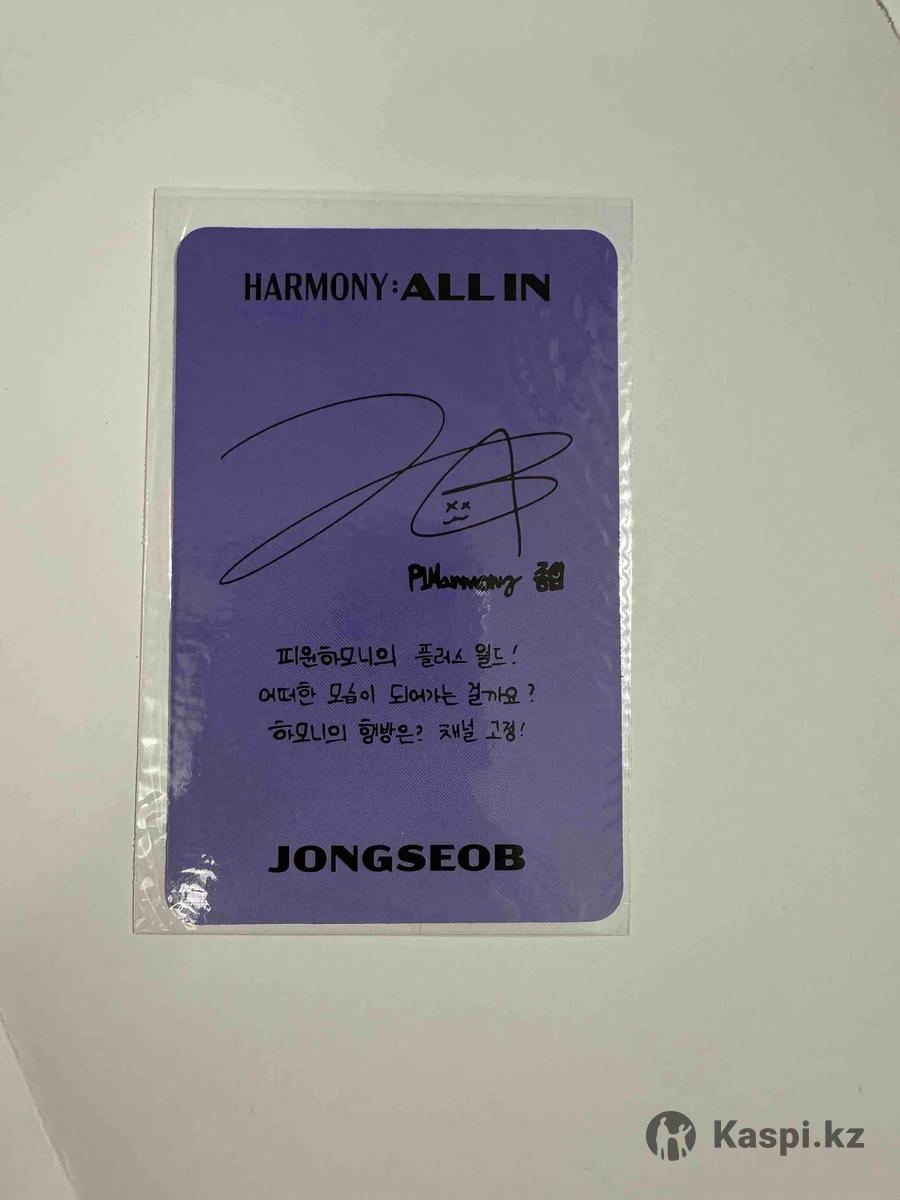 HARMONY: ALL IN
P1Harmony 종섭
피원하모니의 플러스 월드!
어떠한 모습이 되어가는 걸까요?
하모니의 행방은? 채널 고정!
JONGSEOB
Kaspi.kz